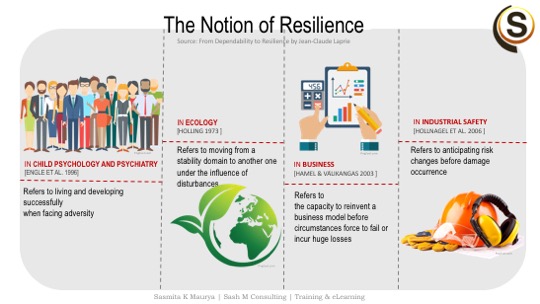 The Notion of Resilience
Source: From Dependability to Resilience by Jean-Claude Laprie
S
456
IN CHILD PSYCHOLOGY AND PSYCHIATRY
[ENGLE ET AL. 1996]
Refers to living and developing
successfully
when facing adversity
IN ECOLOGY
[HOLLING 1973 ]
Refers to moving from a
stability domain to another one
under the influence of
disturbances
IN BUSINESS
[HAMEL & VALIKANGAS 2003 ]
Refers to
the capacity to reinvent a
business model before
circumstances force to fail or
incur huge losses
IN INDUSTRIAL SAFETY
[HOLLNAGEL ET AL. 2006 ]
Refers to anticipating risk
changes before damage
occurrence
Sasmita K Maurya | Sash M Consulting | Training & eLearning